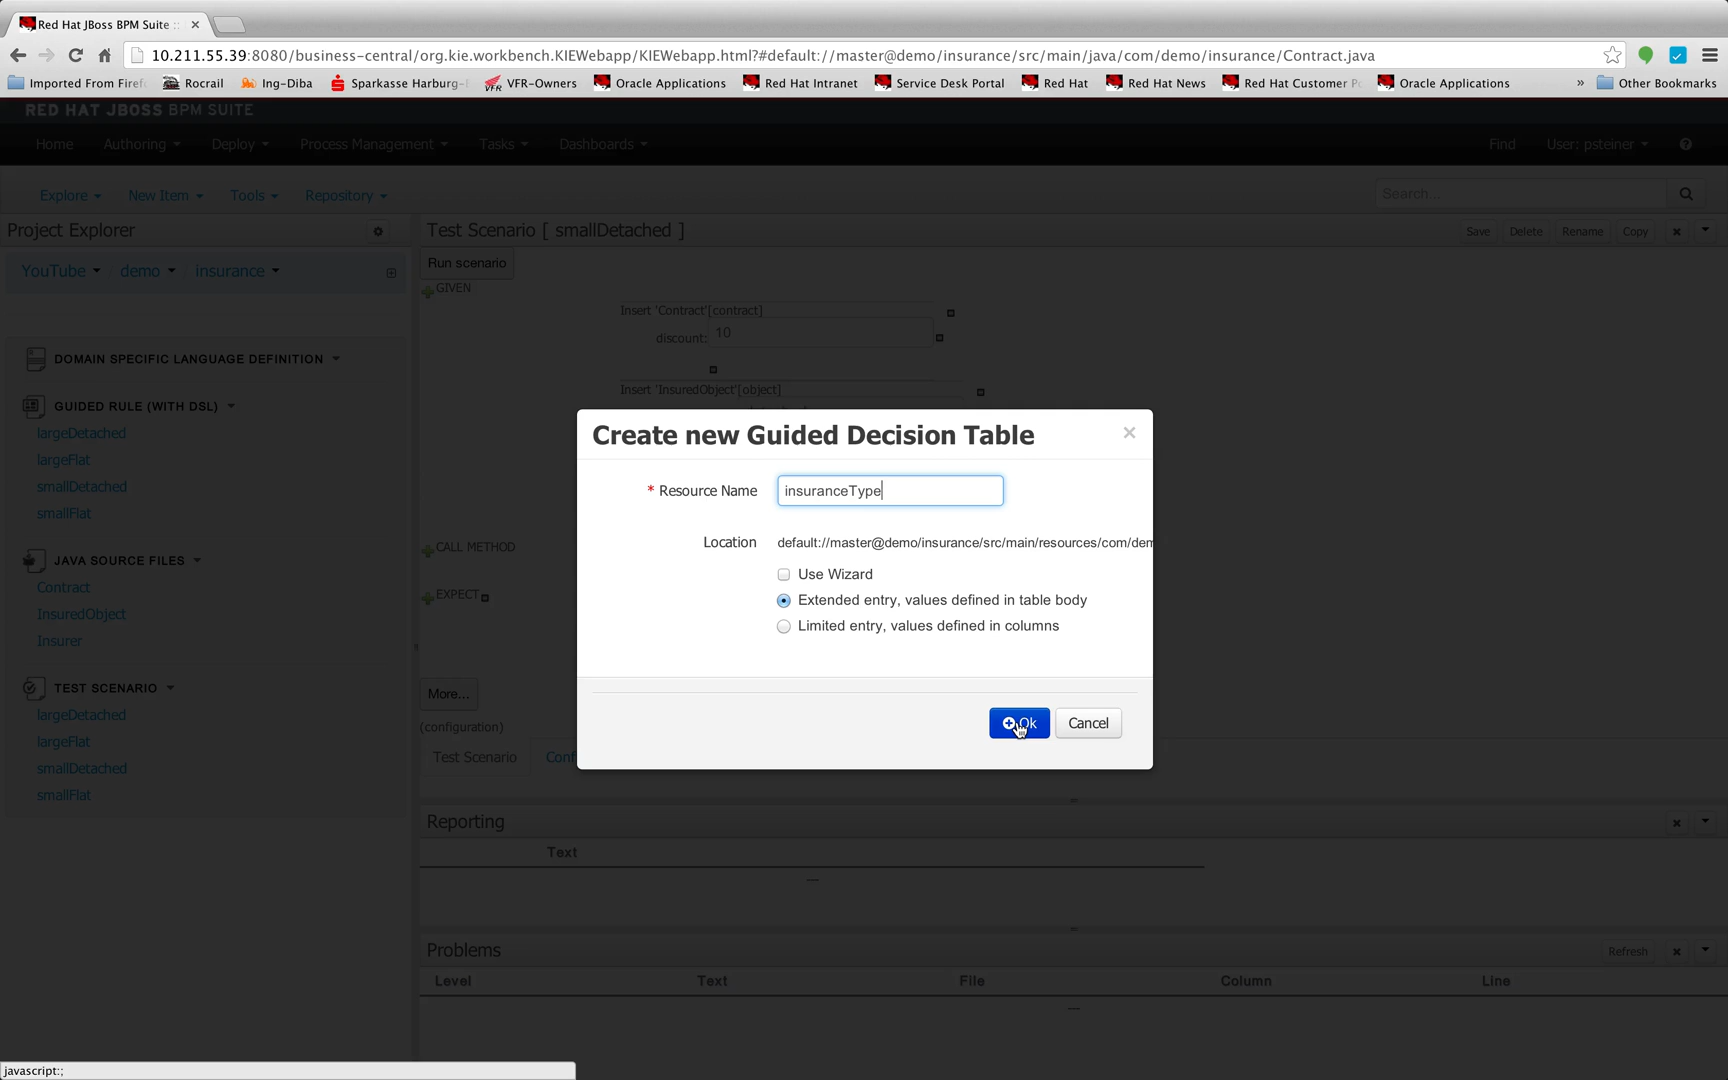 Red Hat JBoss BPM Suite ::
10.211.55.39:8080/business-central/org.kie.workbench.KIEWebapp/KIEWebapp.html?#default://master@demo/insurance/src/main/java/com/demo/insurance/Contract.java
Imported From Firef Rocrail Ing-Diba Sparkasse Harburg- VFR-Owners Oracle Applications Red Hat Intranet Service Desk Portal Red Hat Red Hat News Red Hat Customer Po Oracle Applications » Other Bookmarks
RED HAT JBOSS BPM SUITE
Home Authoring Deploy Process Management Tasks Dashboards Find User: psteiner
Explore New Item Tools Repository Search...
Project Explorer
Test Scenario [ smallDetached ] Save Delete Rename Copy
YouTube demo insurance
Run scenario
GIVEN
Insert 'Contract'[contract]
discount: 10
Insert 'InsuredObject'[object]
DOMAIN SPECIFIC LANGUAGE DEFINITION
GUIDED RULE (WITH DSL)
largeDetached
largeFlat
smallDetached
smallFlat
JAVA SOURCE FILES
Contract
InsuredObject
Insurer
TEST SCENARIO
largeDetached
largeFlat
smallDetached
smallFlat
CALL METHOD
EXPECT
More...
(configuration)
Test Scenario Conf
Create new Guided Decision Table
* Resource Name insuranceType
Location default://master@demo/insurance/src/main/resources/com/dem
Use Wizard
Extended entry, values defined in table body
Limited entry, values defined in columns
Ok Cancel
Reporting
Text
Problems Refresh
Level Text File Column Line
javascript:;